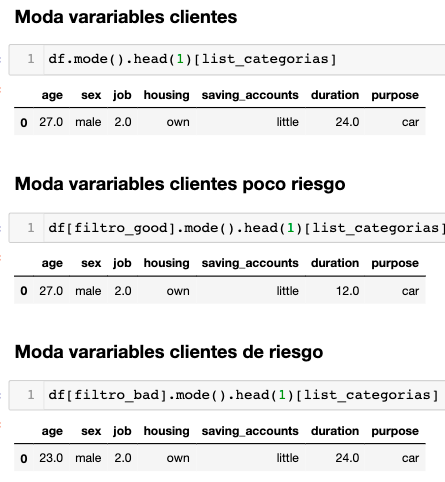 Moda varariables clientes
1 df.mode().head(1)[list_categorias]
age sex job housing saving_accounts duration purpose
0 27.0 male 2.0 own little 24.0 car
Moda varariables clientes poco riesgo
1 df[filtro_good].mode().head(1)[list_categorias]
age sex job housing saving_accounts duration purpose
0 27.0 male 2.0 own little 12.0 car
Moda varariables clientes de riesgo
1 df[filtro_bad].mode().head(1)[list_categorias]
age sex job housing saving_accounts duration purpose
0 23.0 male 2.0 own little 24.0 car